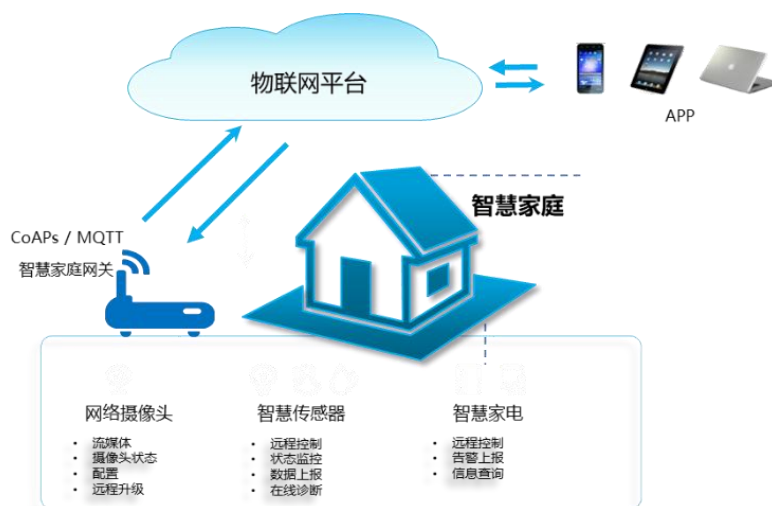 物联网平台
APP
智慧家庭
CoAPs / MQTT
智慧家庭网关
网络摄像头
• 流媒体
• 摄像头状态
• 配置
• 远程升级
智慧传感器
• 远程控制
• 状态监控
• 数据上报
• 在线诊断
智慧家电
• 远程控制
• 告警上报
• 信息查询